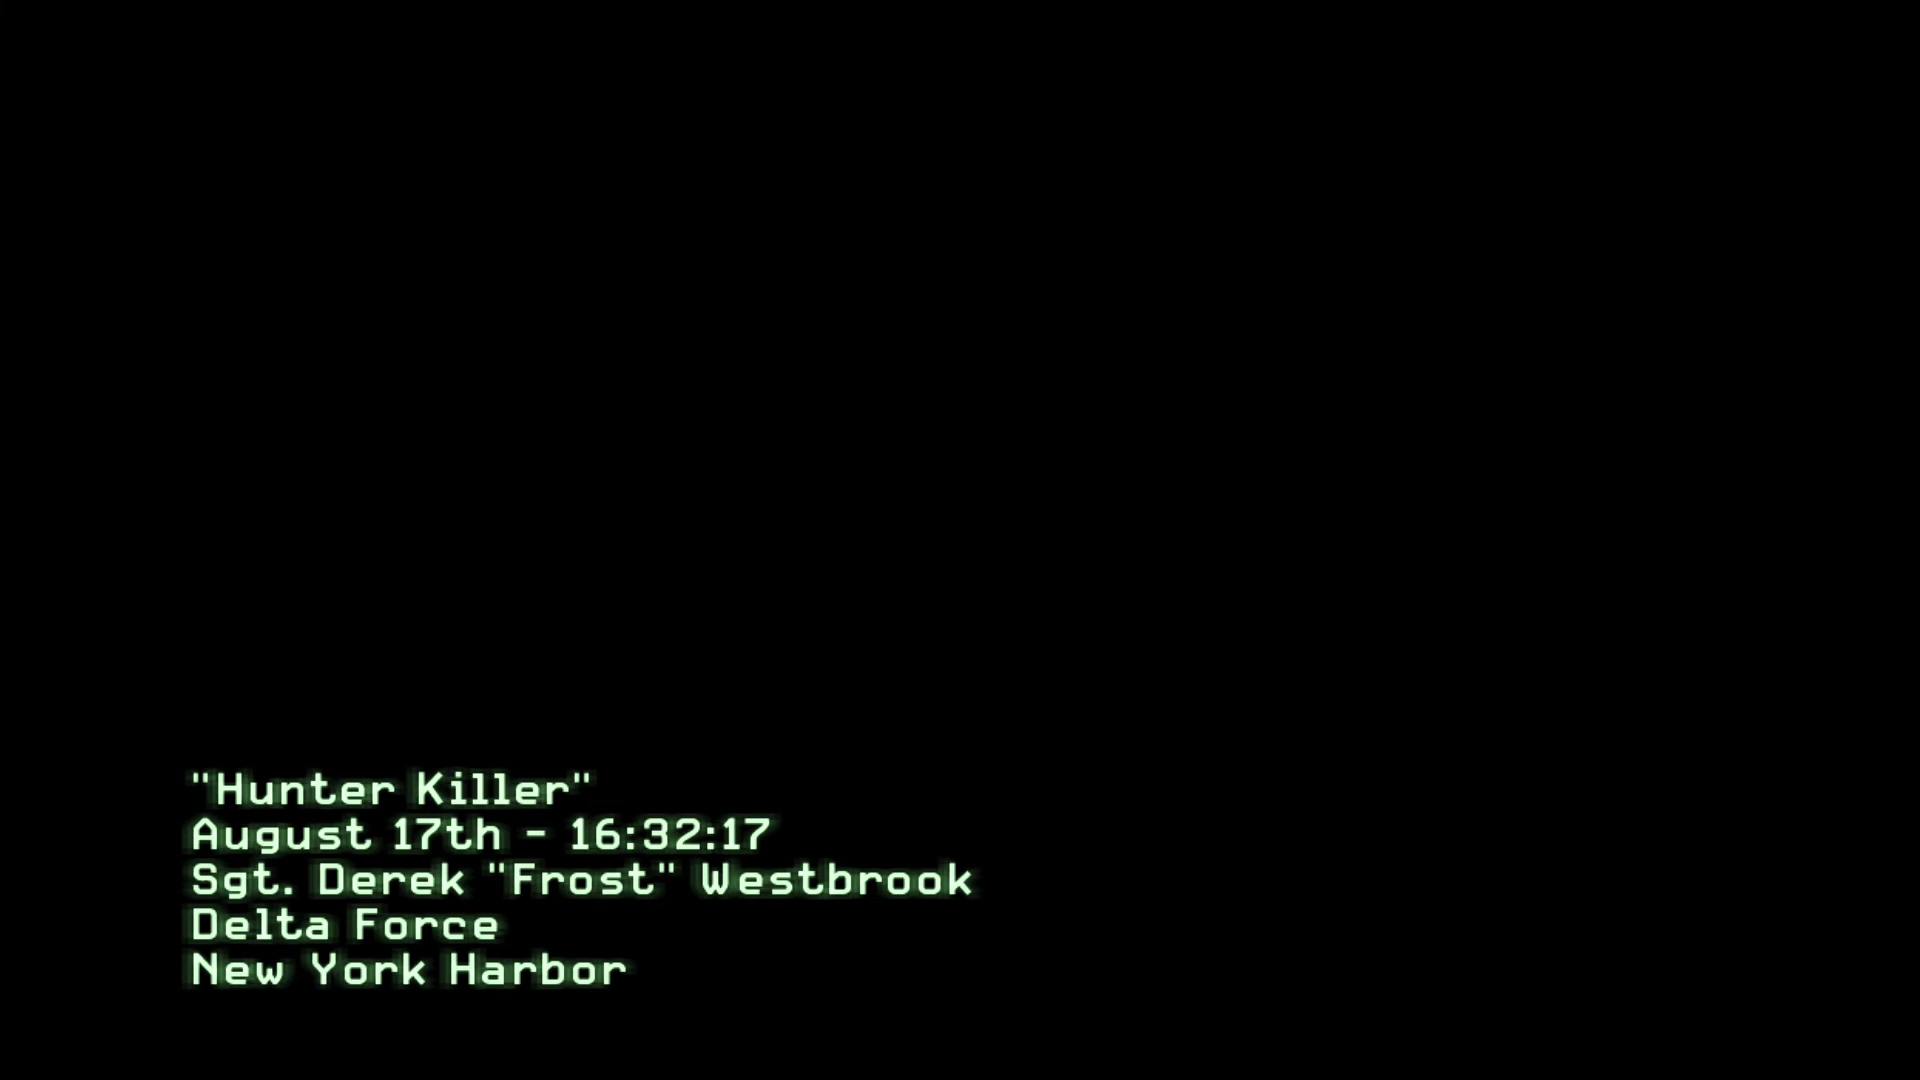 "Hunter Killer"
August 17th - 16:32:17
Sgt. Derek "Frost" Westbrook
Delta Force
New York Harbor